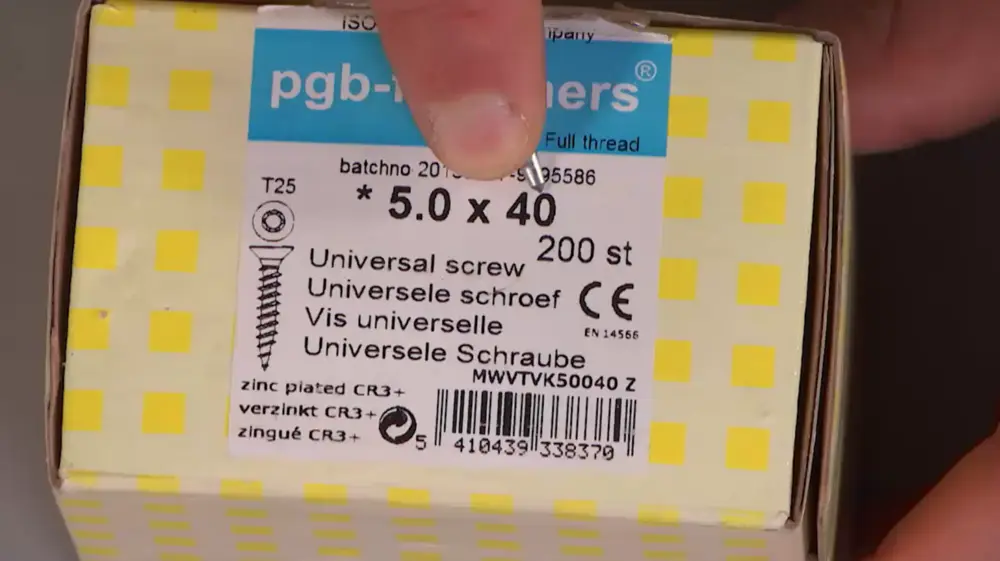 ISO
pgb- ners®
Full thread
batchno 95586
T25
* 5.0 x 40
200 st
Universal screw
Universele schroef
CE
Vis universelle
EN 14566
Universele Schraube
MWVTVK50040 Z
zinc plated CR3+
verzinkt CR3+
zingué CR3+
5 410439 338370